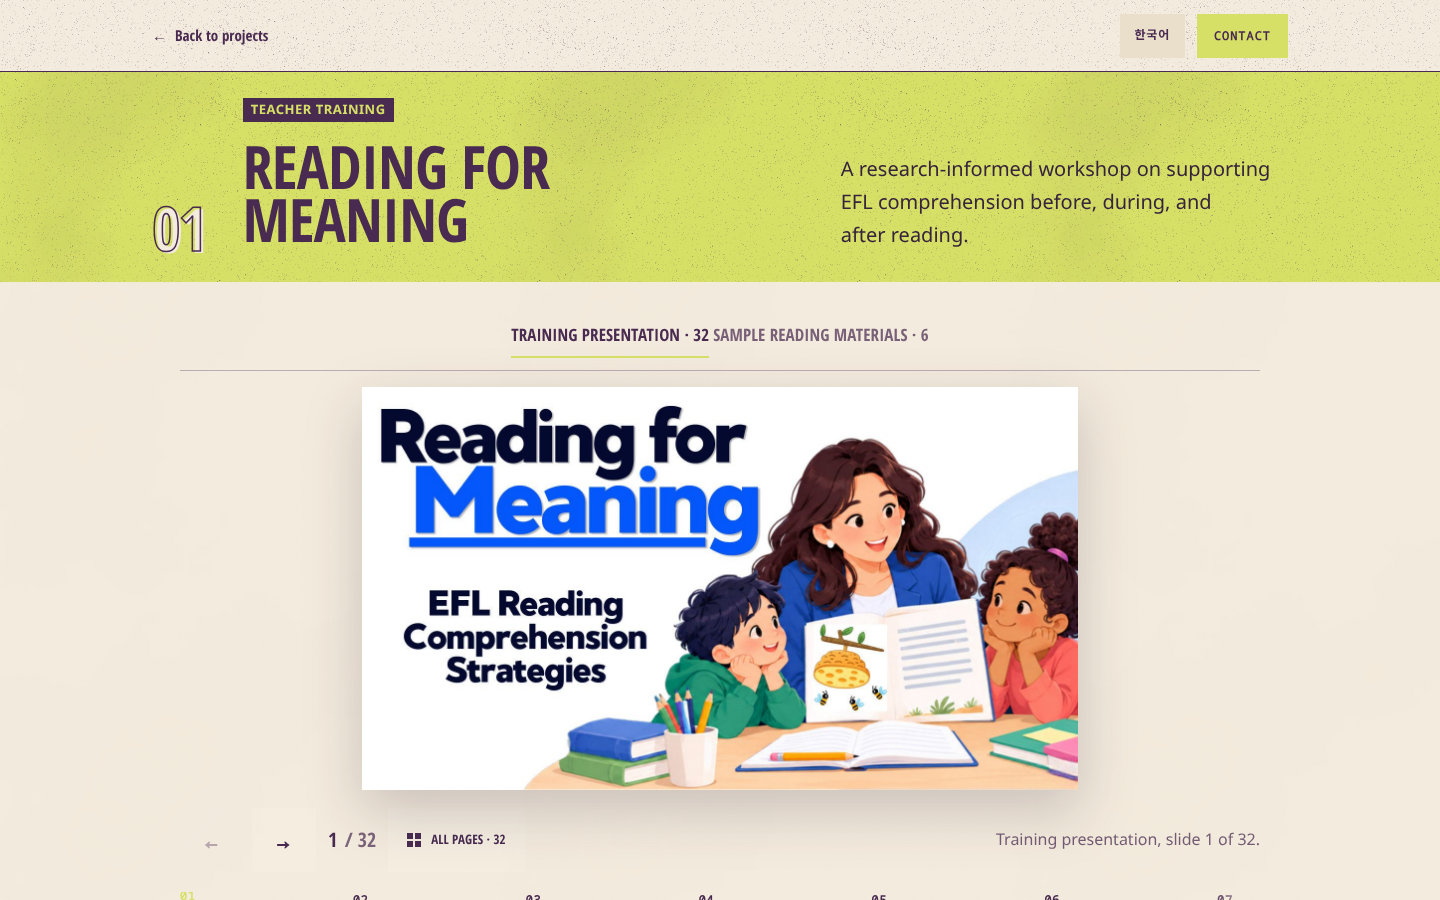 ← Back to projects
한국어
CONTACT
TEACHER TRAINING
01
READING FOR
MEANING
A research-informed workshop on supporting
EFL comprehension before, during, and
after reading.
TRAINING PRESENTATION · 32 SAMPLE READING MATERIALS · 6
Reading for
Meaning
EFL Reading
Comprehension
Strategies
← → 1 / 32 ALL PAGES · 32
Training presentation, slide 1 of 32.
01 02 03 04 05 06 07